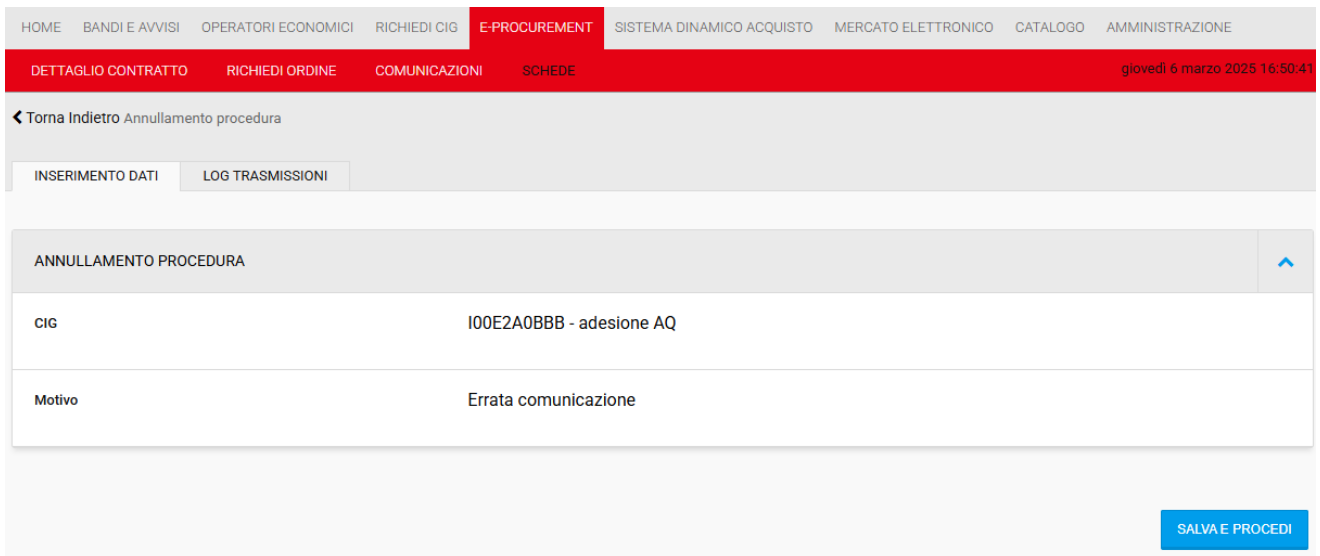 HOME BANDI E AVVISI OPERATORI ECONOMICI RICHIEDI CIG E-PROCUREMENT SISTEMA DINAMICO ACQUISTO MERCATO ELETTRONICO CATALOGO AMMINISTRAZIONE
DETTAGLIO CONTRATTO RICHIEDI ORDINE COMUNICAZIONI SCHEDE giovedì 6 marzo 2025 16:50:41
Torna Indietro Annullamento procedura
INSERIMENTO DATI LOG TRASMISSIONI
ANNULLAMENTO PROCEDURA
CIG I00E2A0BBB - adesione AQ
Motivo Errata comunicazione
SALVA E PROCEDI